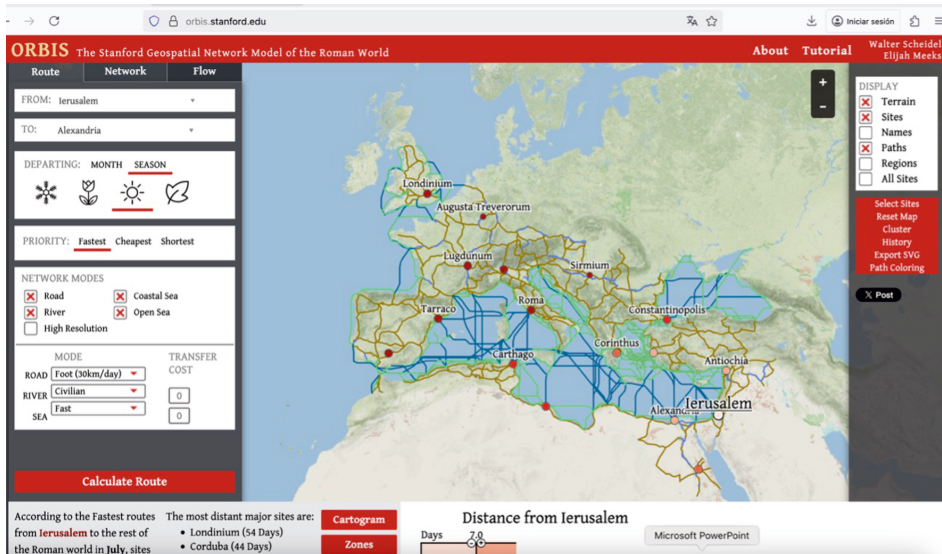 orbis.stanford.edu
Iniciar sesión
ORBIS The Stanford Geospatial Network Model of the Roman World
About Tutorial
Walter Scheidel
Elijah Meeks
Route Network Flow
FROM: Ierusalem
TO: Alexandria
DEPARTING: MONTH SEASON
PRIORITY: Fastest Cheapest Shortest
NETWORK MODES
Road Coastal Sea
River Open Sea
High Resolution
MODE TRANSFER
COST
ROAD Foot (30km/day)
RIVER Civilian 0
SEA Fast 0
Calculate Route
Londinium
Augusta Treverorum
Lugdunum
Sirmium
Tarraco
Roma
Constantinopolis
Carthago
Corinthus
Antiochia
Alexandria
Ierusalem
+
-
DISPLAY
Terrain
Sites
Names
Paths
Regions
All Sites
Select Sites
Reset Map
Cluster
History
Export SVG
Path Coloring
X Post
According to the Fastest routes
from Ierusalem to the rest of
the Roman world in July, sites
The most distant major sites are:
• Londinium (54 Days)
• Corduba (44 Days)
Cartogram
Zones
Distance from Ierusalem
Days 7.0
Microsoft PowerPoint